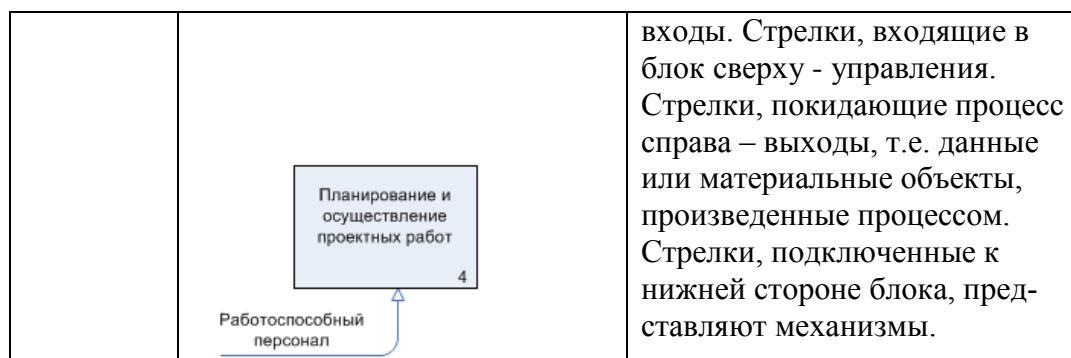 Планирование и
осуществление
проектных работ
4
Работоспособный
персонал
входы. Стрелки, входящие в
блок сверху - управления.
Стрелки, покидающие процесс
справа – выходы, т.е. данные
или материальные объекты,
произведенные процессом.
Стрелки, подключенные к
нижней стороне блока, пред-
ставляют механизмы.